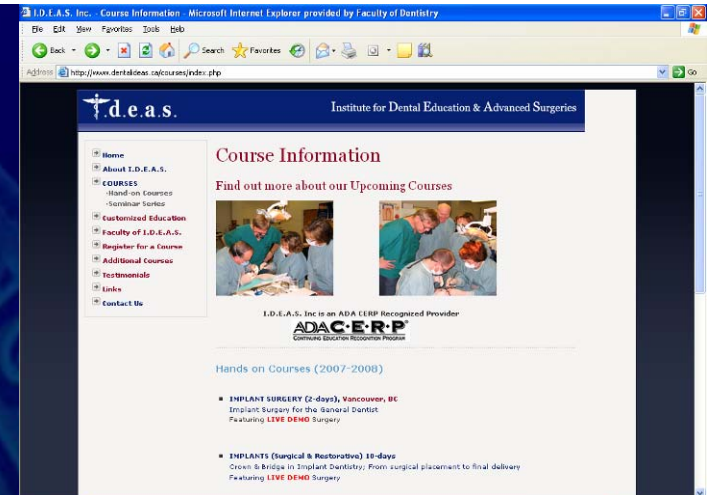 I.D.E.A.S. Inc. - Course Information - Microsoft Internet Explorer provided by Faculty of Dentistry
File Edit View Favorites Tools Help
Back Search Favorites
Address http://www.dentalideas.ca/courses/index.php Go
I.d.e.a.s. Institute for Dental Education & Advanced Surgeries
Home
About I.D.E.A.S.
COURSES
-Hand-on Courses
-Seminar Series
Customized Education
Faculty of I.D.E.A.S.
Register for a Course
Additional Courses
Testimonials
Links
Contact Us
Course Information
Find out more about our Upcoming Courses
I.D.E.A.S. Inc is an ADA CERP Recognized Provider
ADA C·E·R·P®
CONTINUING EDUCATION RECOGNITION PROGRAM
Hands on Courses (2007-2008)
IMPLANT SURGERY (2-days), Vancouver, BC
Implant Surgery for the General Dentist
Featuring LIVE DEMO Surgery
IMPLANTS (Surgical & Restorative) 10-days
Crown & Bridge in Implant Dentistry; From surgical placement to final delivery
Featuring LIVE DEMO Surgery